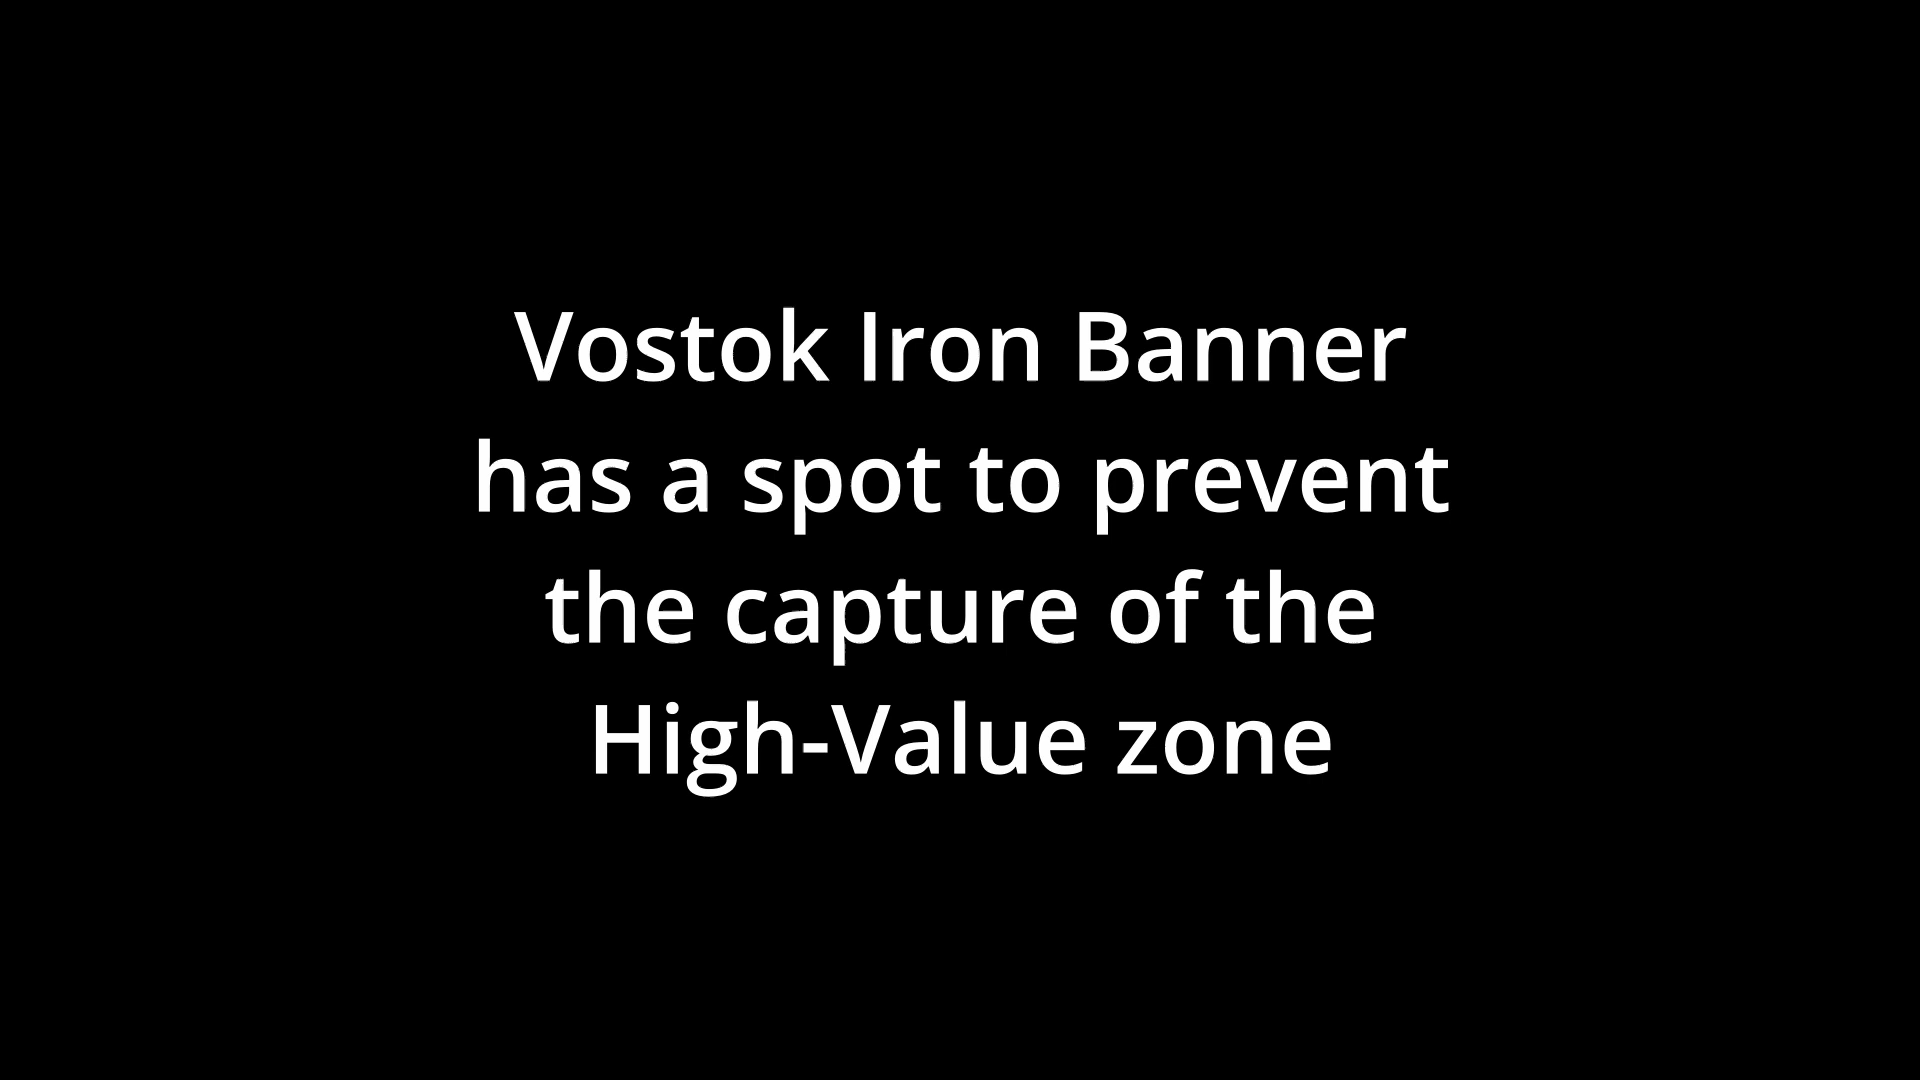 Vostok Iron Banner
has a spot to prevent
the capture of the
High-Value zone